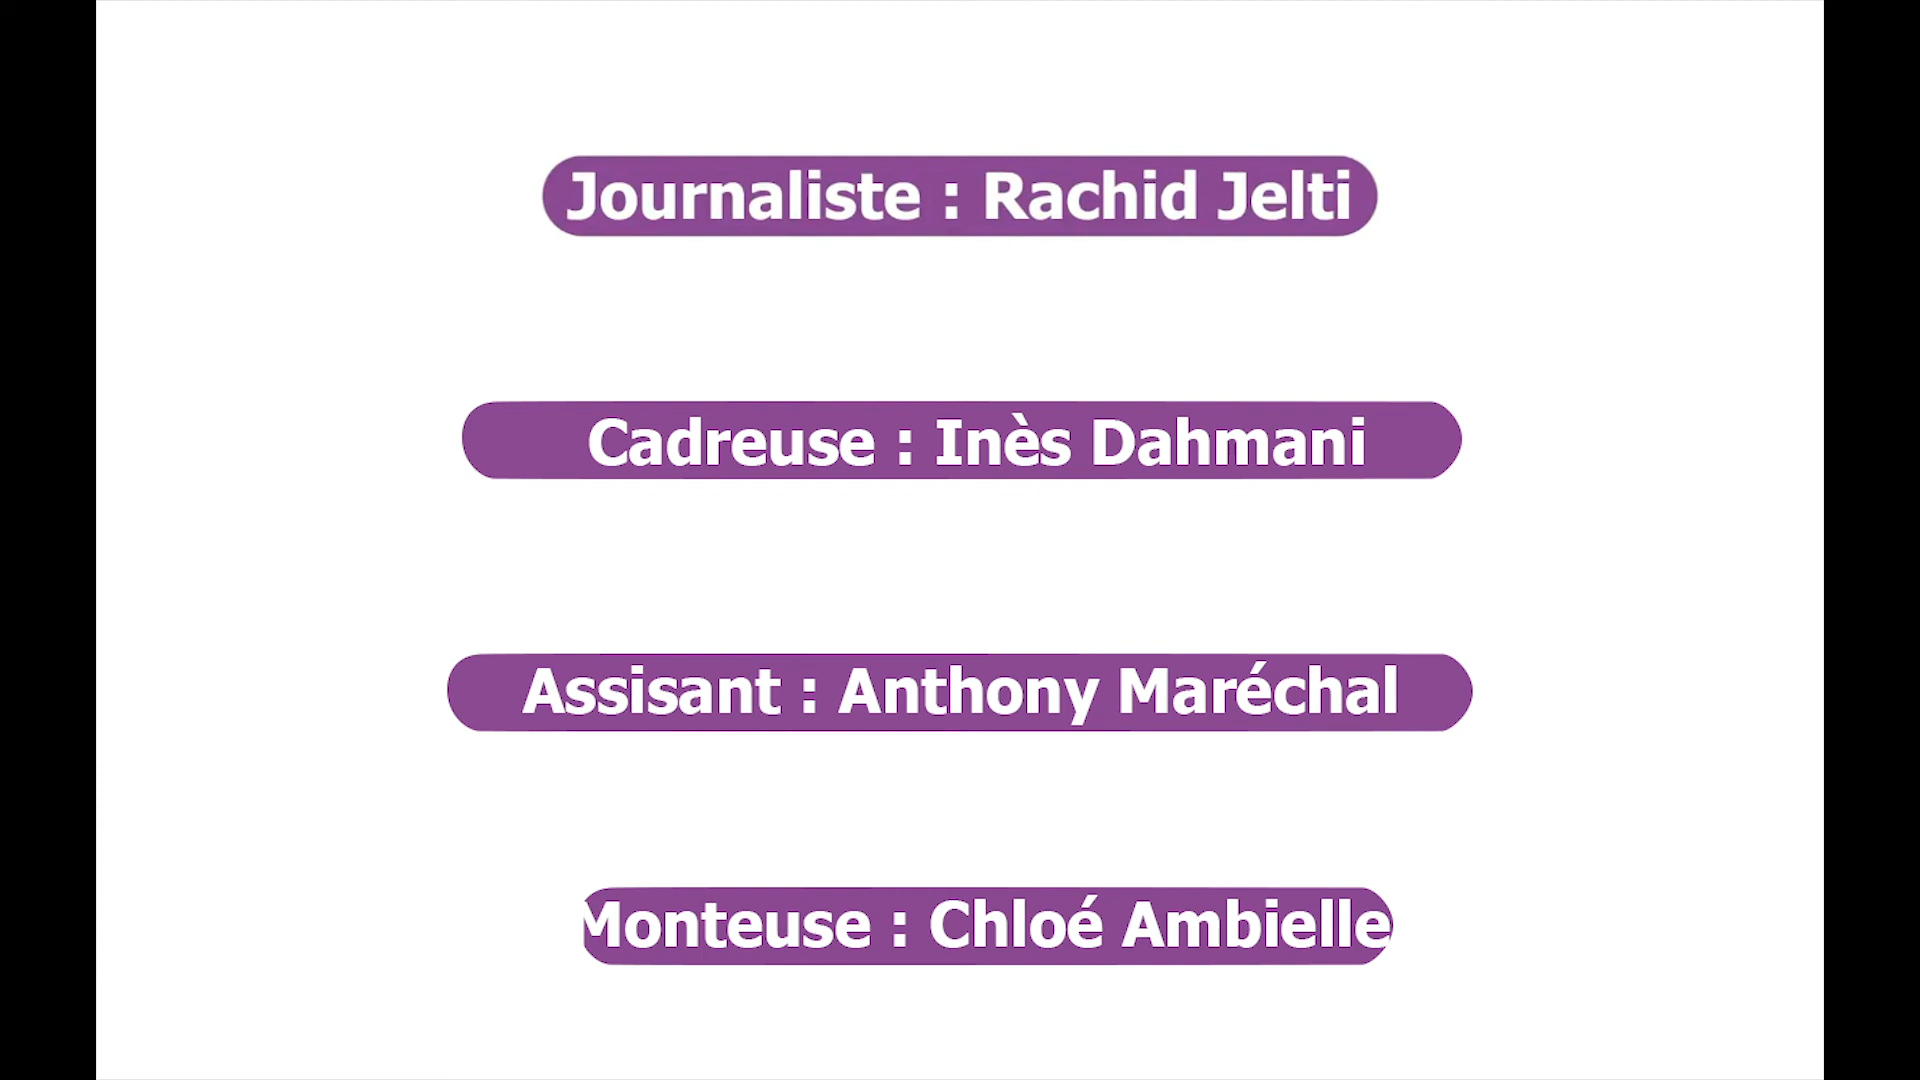 Journaliste : Rachid Jelti
Cadreuse : Inès Dahmani
Assisant : Anthony Maréchal
Monteuse : Chloé Ambielle